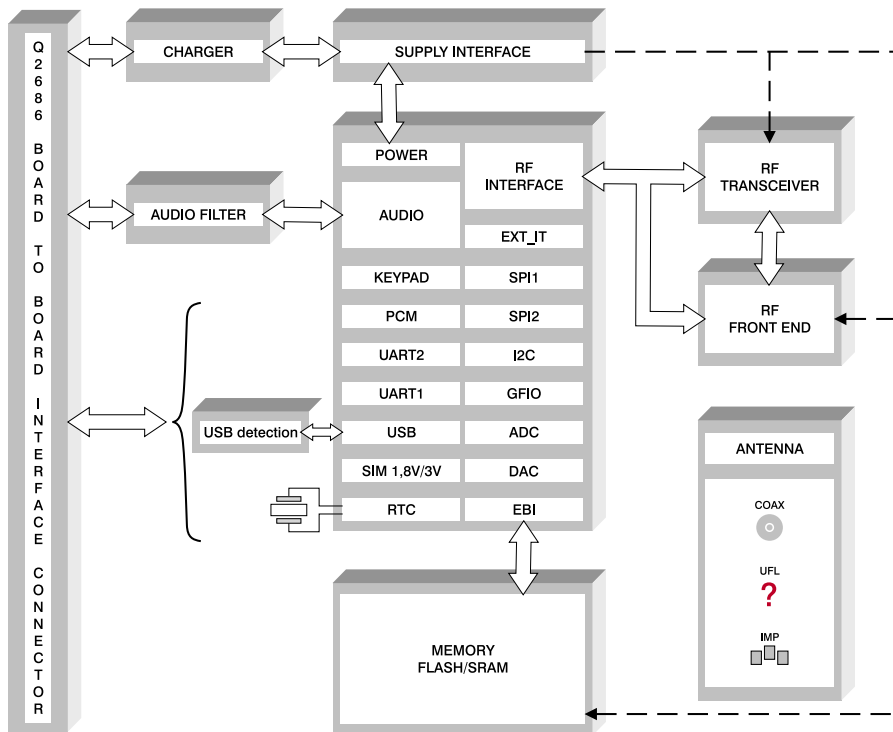 Q2686 BOARD TO BOARD INTERFACE CONNECTOR
CHARGER
SUPPLY INTERFACE
POWER
RF
INTERFACE
RF
TRANSCEIVER
AUDIO FILTER
AUDIO
EXT_IT
KEYPAD
SPI1
RF
FRONT END
PCM
SPI2
UART2
I2C
UART1
GFIO
USB detection
USB
ADC
SIM 1,8V/3V
DAC
RTC
EBI
ANTENNA
COAX
UFL
?
IMP
MEMORY
FLASH/SRAM